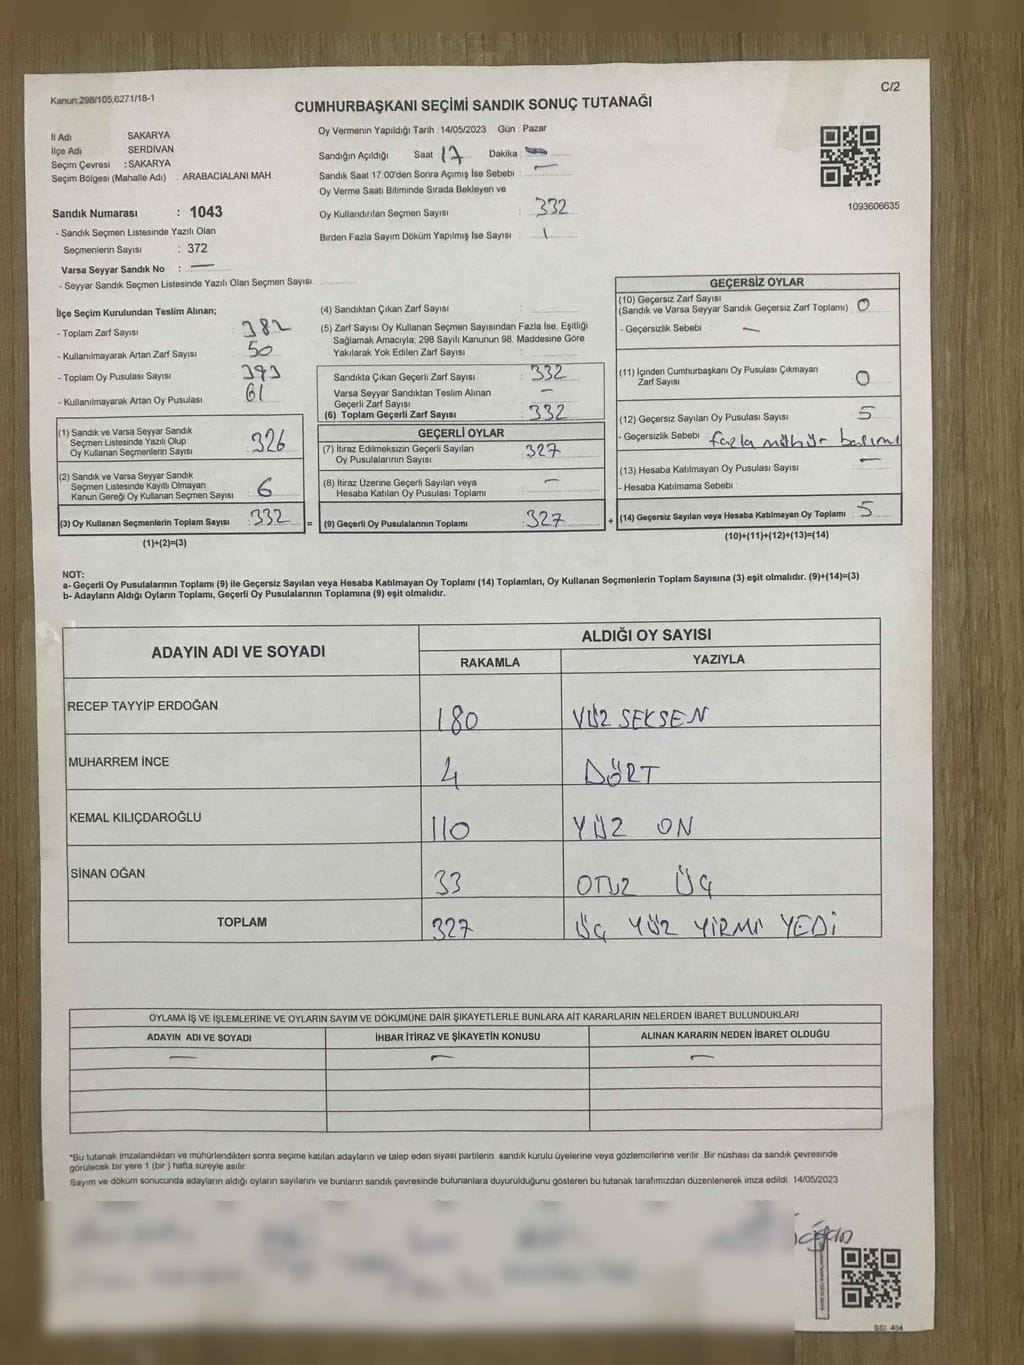 C/2
Kanun:298/105;6271/18-1
CUMHURBAŞKANI SEÇİMİ SANDIK SONUÇ TUTANAĞI
İl Adı : SAKARYA
İlçe Adı : SERDİVAN
Seçim Çevresi : SAKARYA
Seçim Bölgesi (Mahalle Adı) : ARABACIALANI MAH.
Sandık Numarası : 1043
- Sandık Seçmen Listesinde Yazılı Olan
Seçmenlerin Sayısı : 372
Varsa Seyyar Sandık No : —
- Seyyar Sandık Seçmen Listesinde Yazılı Olan Seçmen Sayısı:
Oy Vermenin Yapıldığı Tarih : 14/05/2023 Gün : Pazar
Sandığın Açıldığı Saat : 17 Dakika :
Sandık Saat 17:00'den Sonra Açımış İse Sebebi : —
Oy Verme Saati Bitiminde Sırada Bekleyen ve
Oy Kullandırılan Seçmen Sayısı : 332
Birden Fazla Sayım Döküm Yapılmış İse Sayısı : 1
1093606635
İlçe Seçim Kurulundan Teslim Alınan;
- Toplam Zarf Sayısı : 382
- Kullanılmayarak Artan Zarf Sayısı : 50
- Toplam Oy Pusulası Sayısı : 393
- Kullanılmayarak Artan Oy Pusulası : 61
(1) Sandık ve Varsa Seyyar Sandık
Seçmen Listesinde Yazılı Olup
Oy Kullanan Seçmenlerin Sayısı : 326
(2) Sandık ve Varsa Seyyar Sandık
Seçmen Listesinde Kayıtlı Olmayan
Kanun Gereği Oy Kullanan Seçmen Sayısı : 6
(3) Oy Kullanan Seçmenlerin Toplam Sayısı : 332
(1)+(2)=(3)
=
(4) Sandıktan Çıkan Zarf Sayısı :
(5) Zarf Sayısı Oy Kullanan Seçmen Sayısından Fazla İse, Eşitliği
Sağlamak Amacıyla; 298 Sayılı Kanunun 98. Maddesine Göre
Yakılarak Yok Edilen Zarf Sayısı :
Sandıkta Çıkan Geçerli Zarf Sayısı : 332
Varsa Seyyar Sandıktan Teslim Alınan
Geçerli Zarf Sayısı : —
(6) Toplam Geçerli Zarf Sayısı : 332
GEÇERLİ OYLAR
(7) İtiraz Edilmeksizin Geçerli Sayılan
Oy Pusulalarının Sayısı : 327
(8) İtiraz Üzerine Geçerli Sayılan veya
Hesaba Katılan Oy Pusulası Toplamı : —
(9) Geçerli Oy Pusulalarının Toplamı : 327
+
GEÇERSİZ OYLAR
(10) Geçersiz Zarf Sayısı
(Sandık ve Varsa Seyyar Sandık Geçersiz Zarf Toplamı) : 0
- Geçersizlik Sebebi : —
(11) İçinden Cumhurbaşkanı Oy Pusulası Çıkmayan
Zarf Sayısı : 0
(12) Geçersiz Sayılan Oy Pusulası Sayısı : 5
- Geçersizlik Sebebi : fazla mühür basımı
(13) Hesaba Katılmayan Oy Pusulası Sayısı : —
- Hesaba Katılmama Sebebi :
(14) Geçersiz Sayılan veya Hesaba Katılmayan Oy Toplamı : 5
(10)+(11)+(12)+(13)=(14)
NOT:
a- Geçerli Oy Pusulalarının Toplamı (9) ile Geçersiz Sayılan veya Hesaba Katılmayan Oy Toplamı (14) Toplamları, Oy Kullanan Seçmenlerin Toplam Sayısına (3) eşit olmalıdır. (9)+(14)=(3)
b- Adayların Aldığı Oyların Toplamı, Geçerli Oy Pusulalarının Toplamına (9) eşit olmalıdır.
ADAYIN ADI VE SOYADI ALDIĞI OY SAYISI
RAKAMLA YAZIYLA
RECEP TAYYİP ERDOĞAN 180 YÜZ SEKSEN
MUHARREM İNCE 4 DÖRT
KEMAL KILIÇDAROĞLU 110 YÜZ ON
SİNAN OĞAN 33 OTUZ ÜÇ
TOPLAM 327 ÜÇ YÜZ YİRMİ YEDİ
OYLAMA İŞ VE İŞLEMLERİNE VE OYLARIN SAYIM VE DÖKÜMÜNE DAİR ŞİKAYETLERLE BUNLARA AİT KARARLARIN NELERDEN İBARET BULUNDUKLARI
ADAYIN ADI VE SOYADI İHBAR İTİRAZ VE ŞİKAYETİN KONUSU ALINAN KARARIN NEDEN İBARET OLDUĞU
— — —
*Bu tutanak imzalandıktan ve mühürlendikten sonra seçime katılan adayların ve talep eden siyasi partilerin sandık kurulu üyelerine veya gözlemcilerine verilir. Bir nüshası da sandık çevresinde
görülecek bir yere 1 (bir) hafta süreyle asılır.
Sayım ve döküm sonucunda adayların aldığı oyların sayılarını ve bunların sandık çevresinde bulunanlara duyurulduğunu gösteren bu tutanak tarafımızdan düzenlenerek imza edildi. 14/05/2023